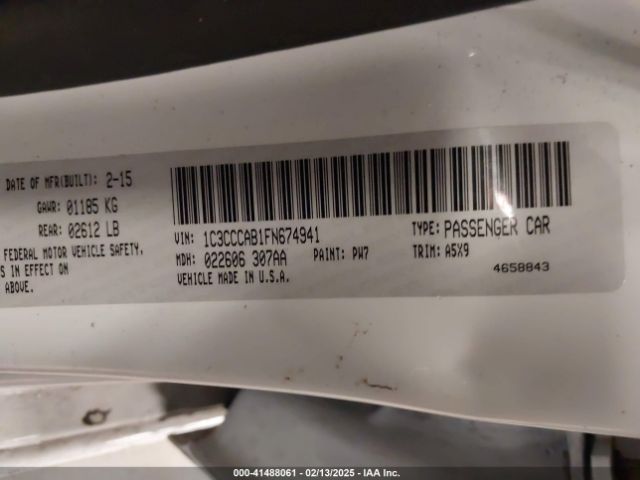 DATE OF MFR(BUILT): 2-15
GAWR: 01185 KG
REAR: 02612 LB
FEDERAL MOTOR VEHICLE SAFETY,
S IN EFFECT ON
ABOVE.
VIN: 1C3CCCAB1FN674941
TYPE: PASSENGER CAR
MDH: 022606 307AA
PAINT: PW7
TRIM: A5X9
VEHICLE MADE IN U.S.A.
4658843
000-41488061 - 02/13/2025 - IAA Inc.